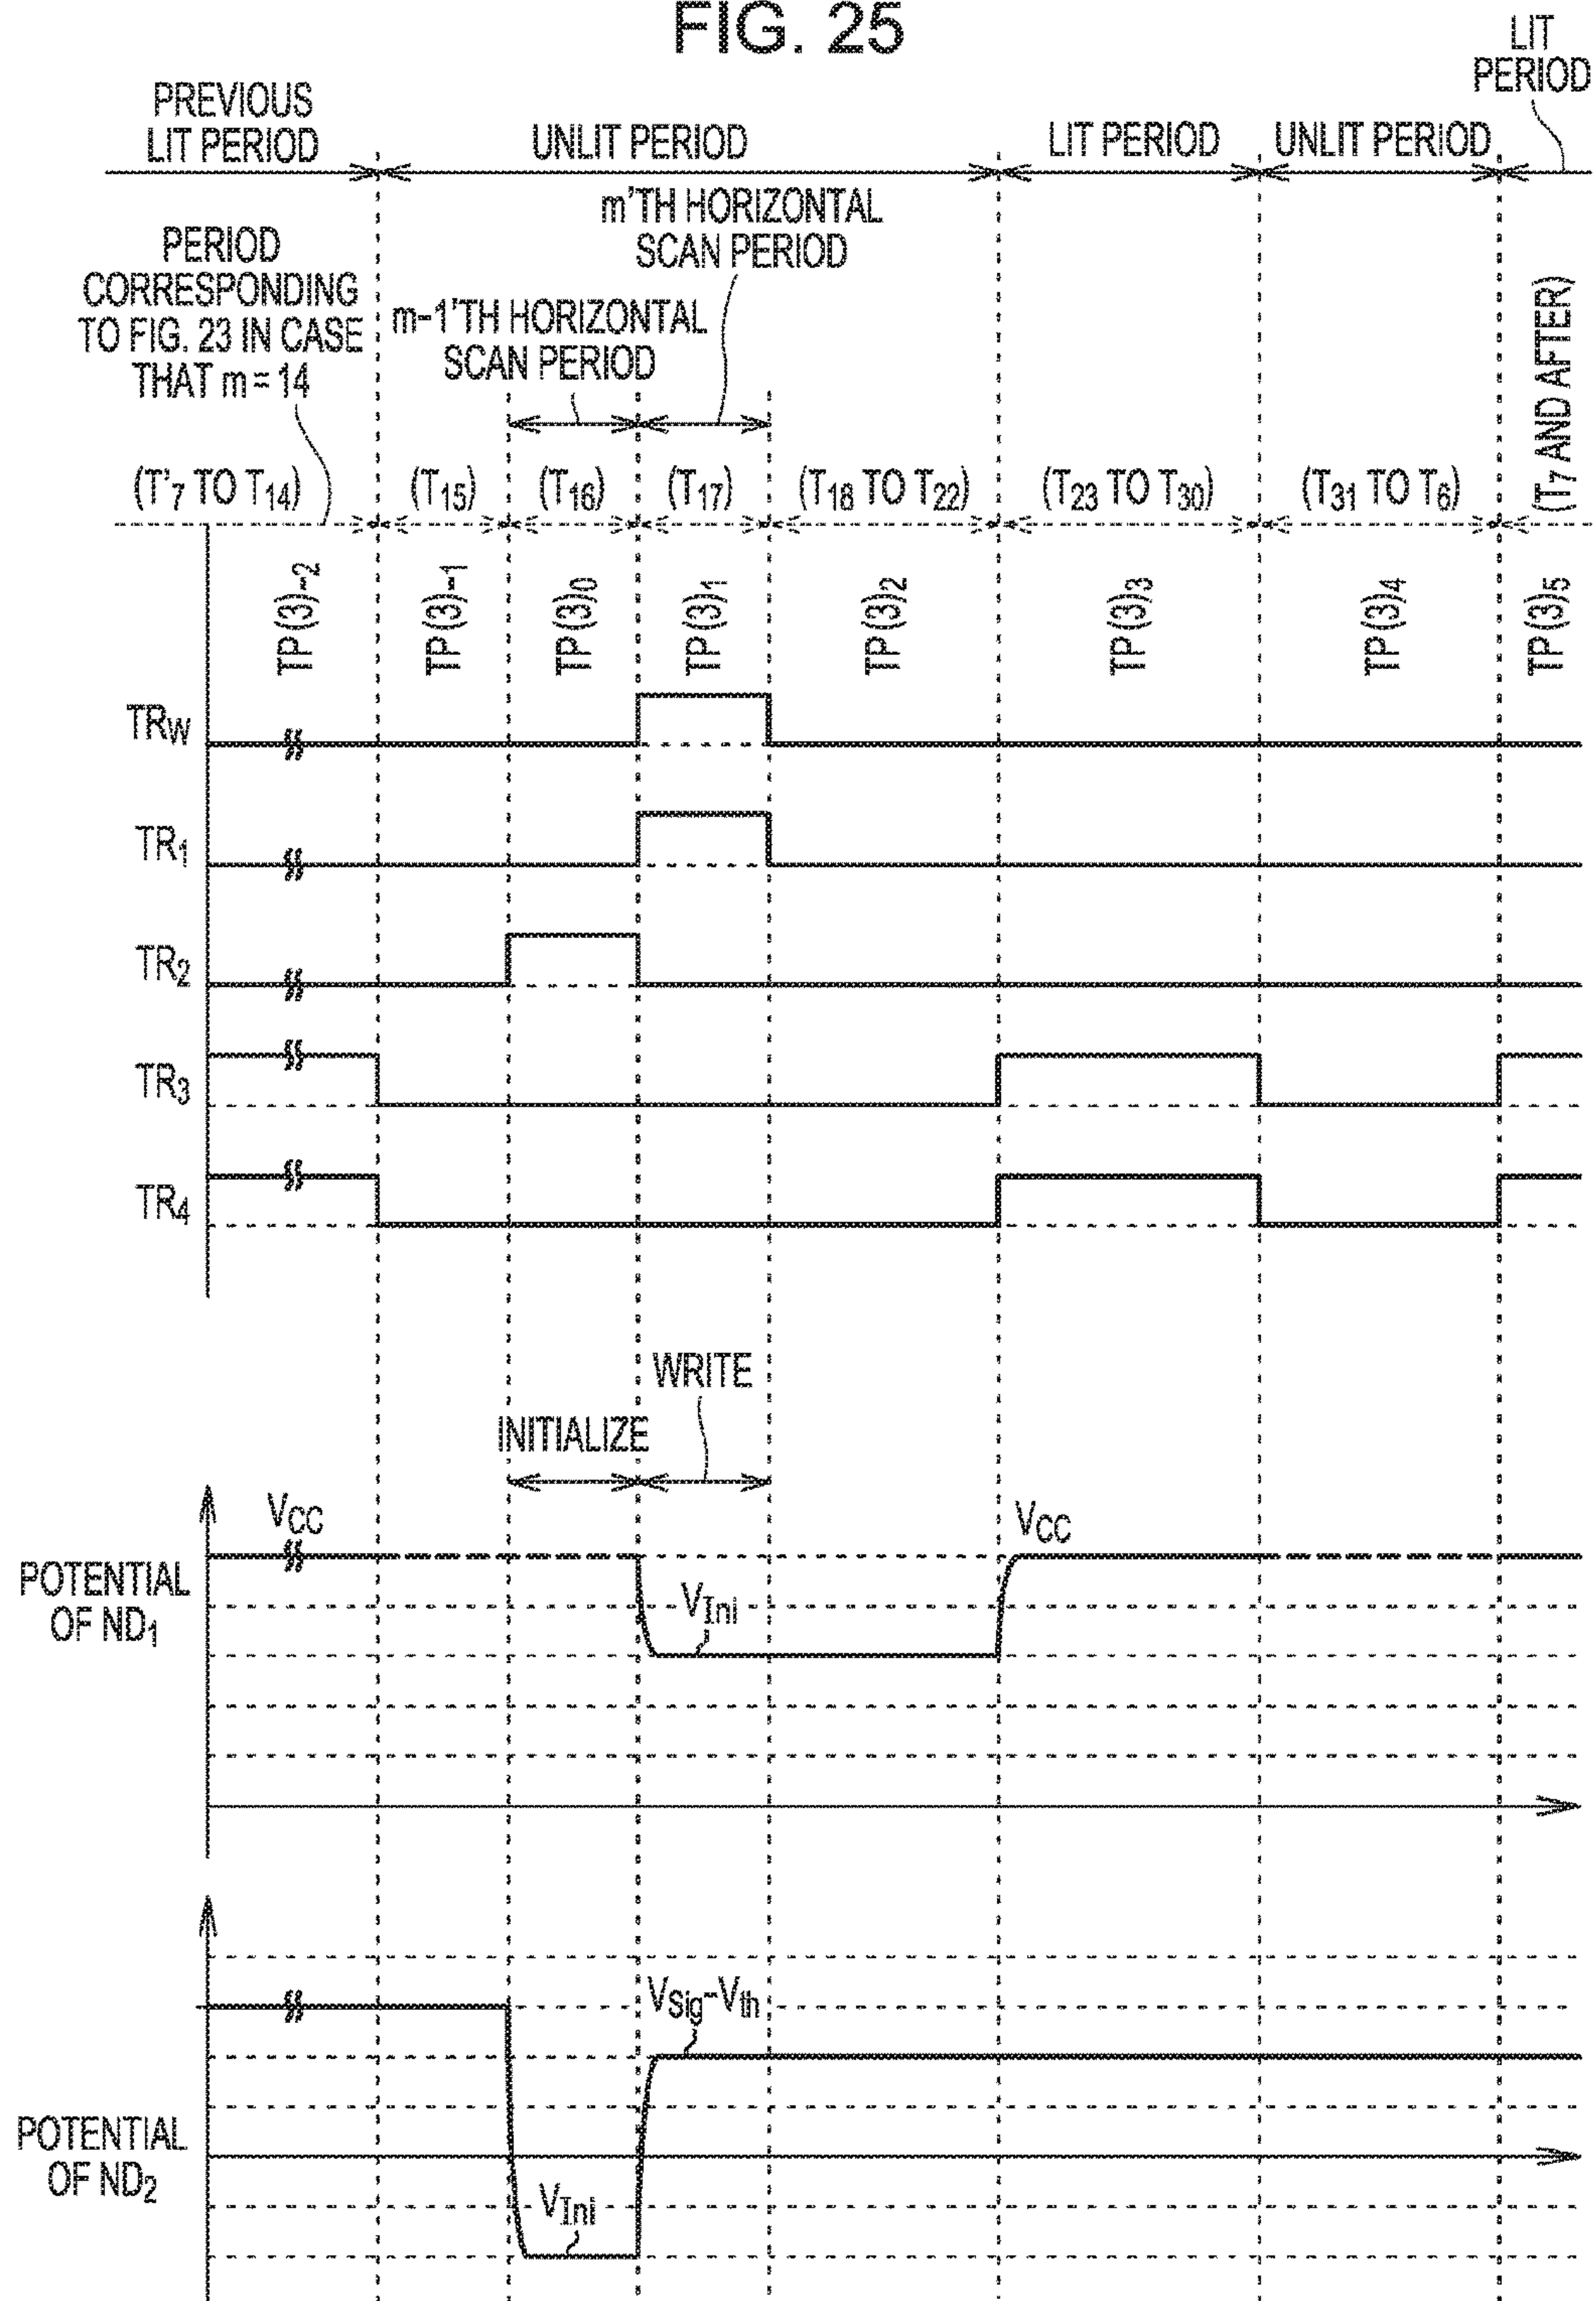 FIG. 25
LIT
PERIOD
PREVIOUS
LIT PERIOD
UNLIT PERIOD
LIT PERIOD
UNLIT PERIOD
m'TH HORIZONTAL
SCAN PERIOD
PERIOD
CORRESPONDING
TO FIG. 23 IN CASE
THAT m = 14
m-1'TH HORIZONTAL
SCAN PERIOD
(T'7 TO T14)
(T15)
(T16)
(T17)
(T18 TO T22)
(T23 TO T30)
(T31 TO T6)
(T7 AND AFTER)
TP(3)-2
TP(3)-1
TP(3)0
TP(3)1
TP(3)2
TP(3)3
TP(3)4
TP(3)5
TRW
TR1
TR2
TR3
TR4
WRITE
INITIALIZE
VCC
VCC
POTENTIAL
OF ND1
VIni
VSig-Vth
POTENTIAL
OF ND2
VIni